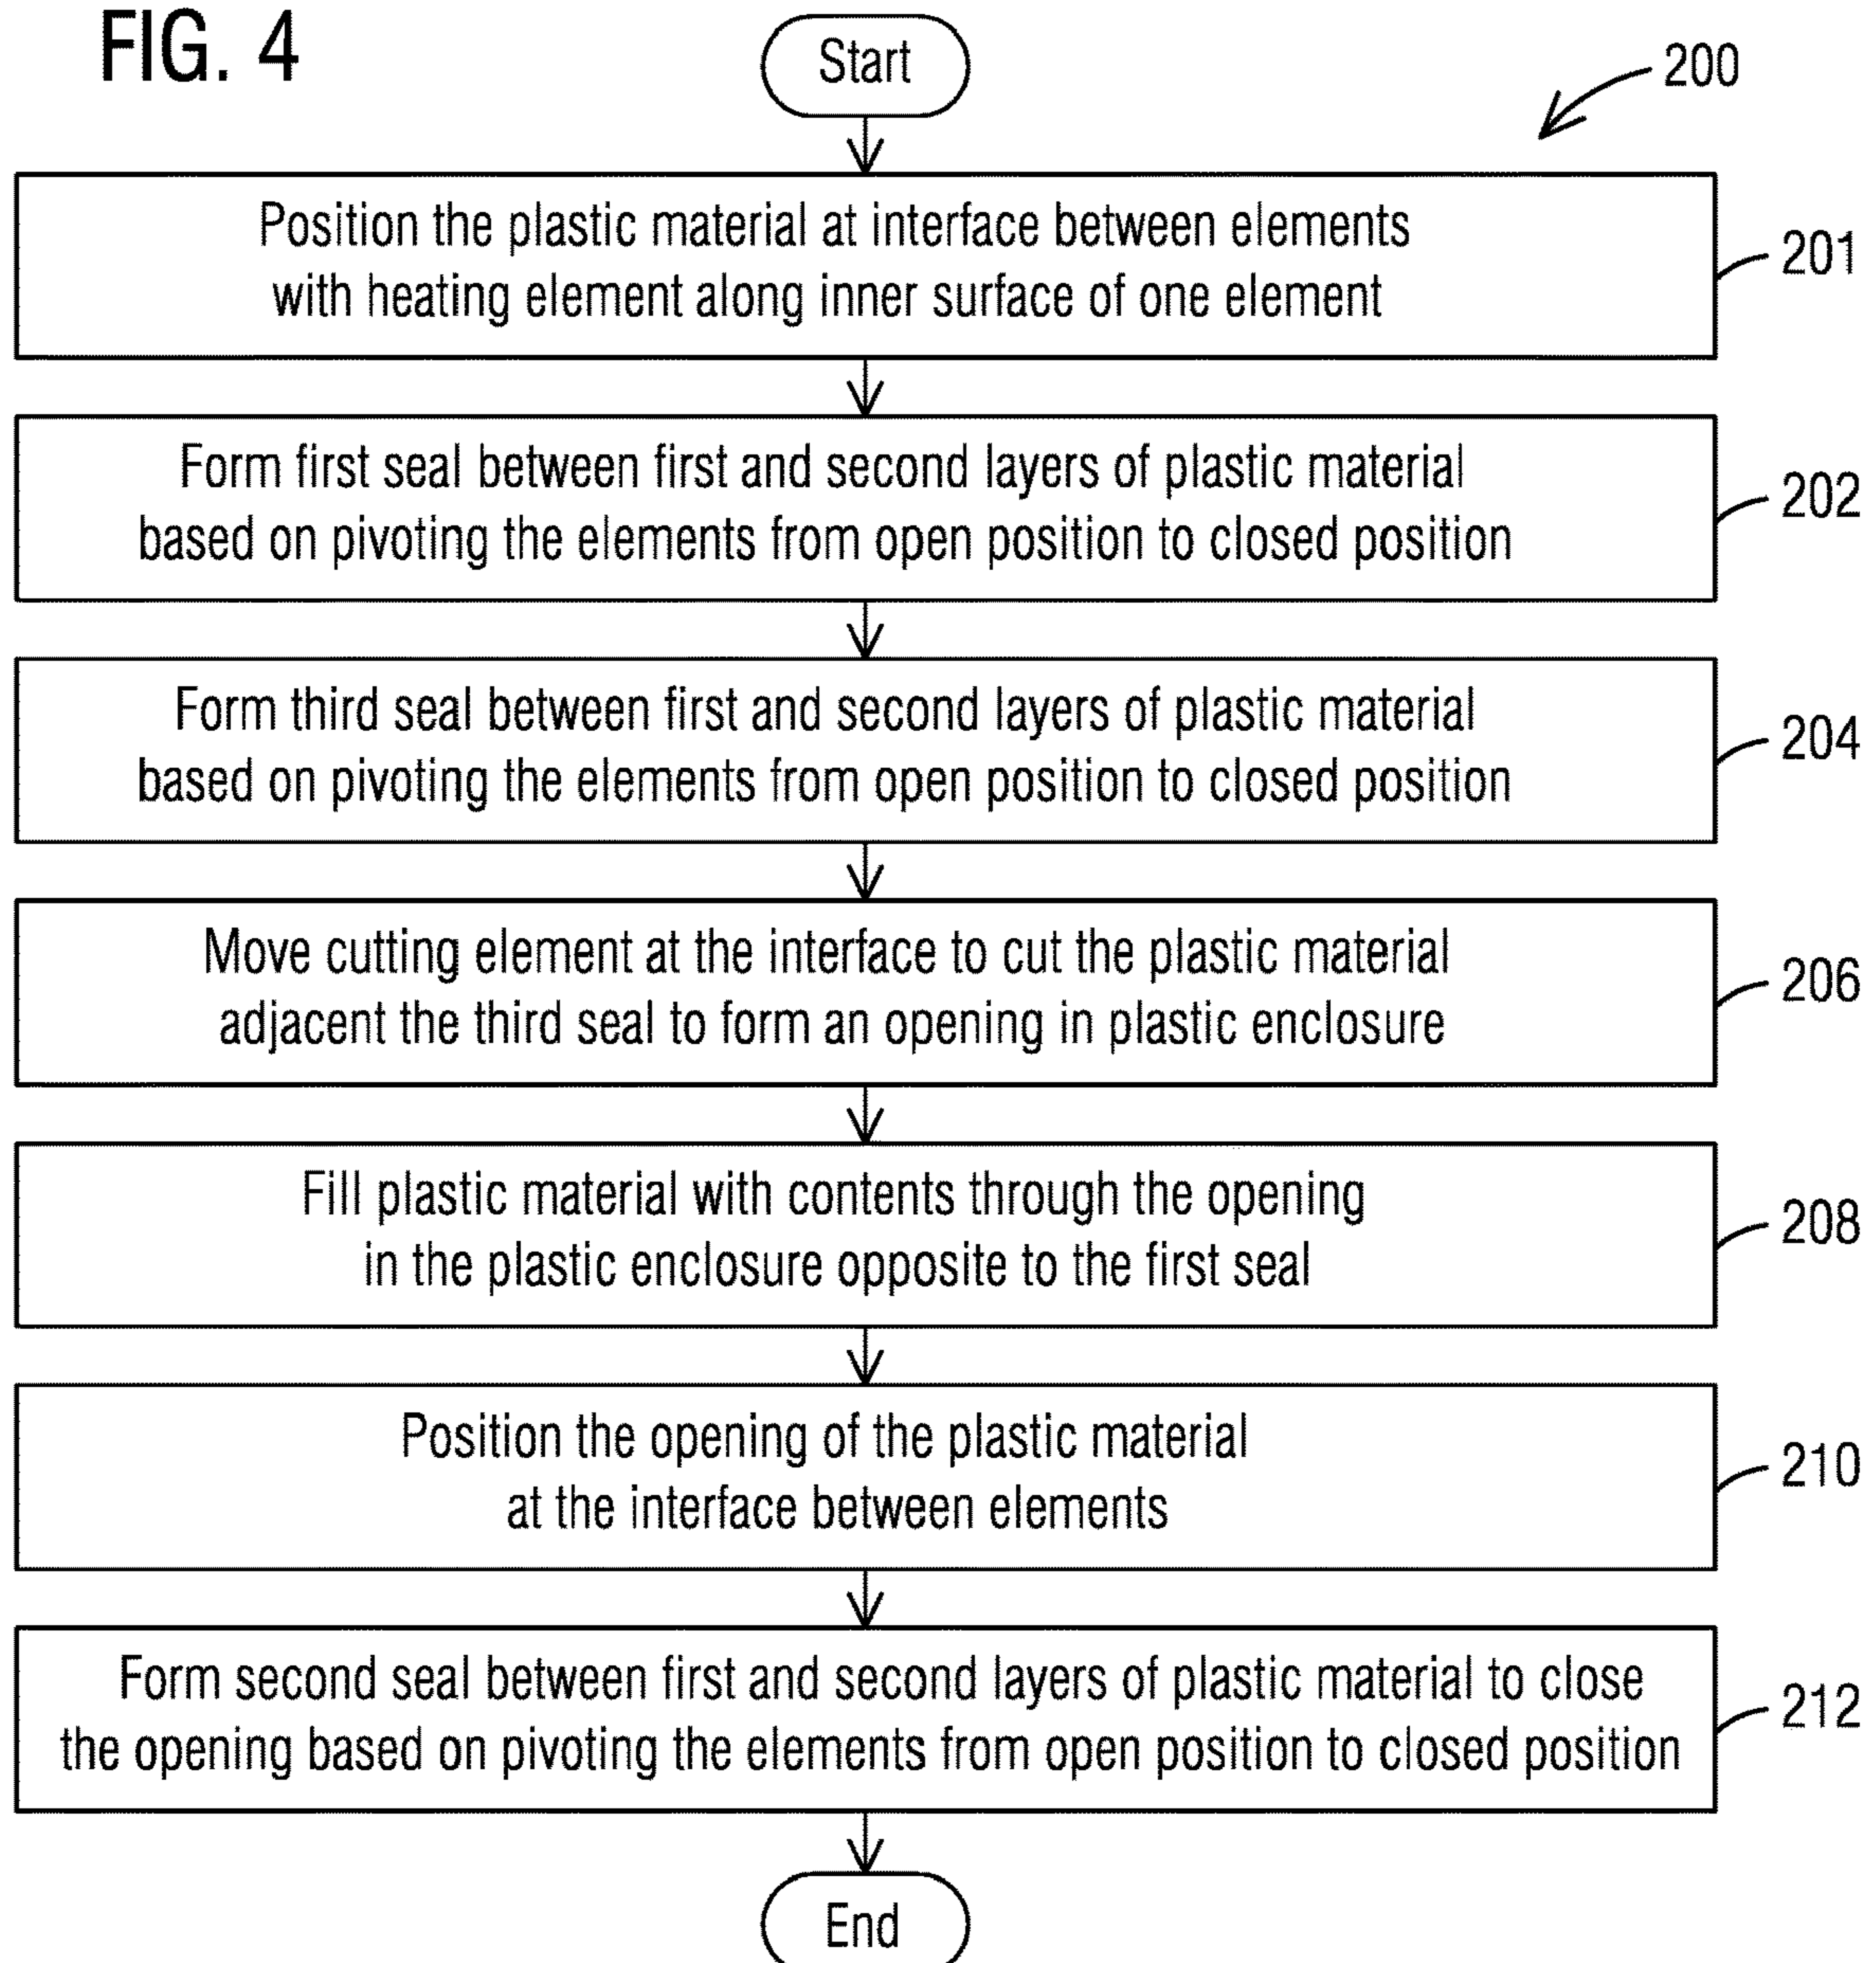 FIG. 4
Start
200
Position the plastic material at interface between elements
with heating element along inner surface of one element
201
Form first seal between first and second layers of plastic material
based on pivoting the elements from open position to closed position
202
Form third seal between first and second layers of plastic material
based on pivoting the elements from open position to closed position
204
Move cutting element at the interface to cut the plastic material
adjacent the third seal to form an opening in plastic enclosure
206
Fill plastic material with contents through the opening
in the plastic enclosure opposite to the first seal
208
Position the opening of the plastic material
at the interface between elements
210
Form second seal between first and second layers of plastic material to close
the opening based on pivoting the elements from open position to closed position
212
End